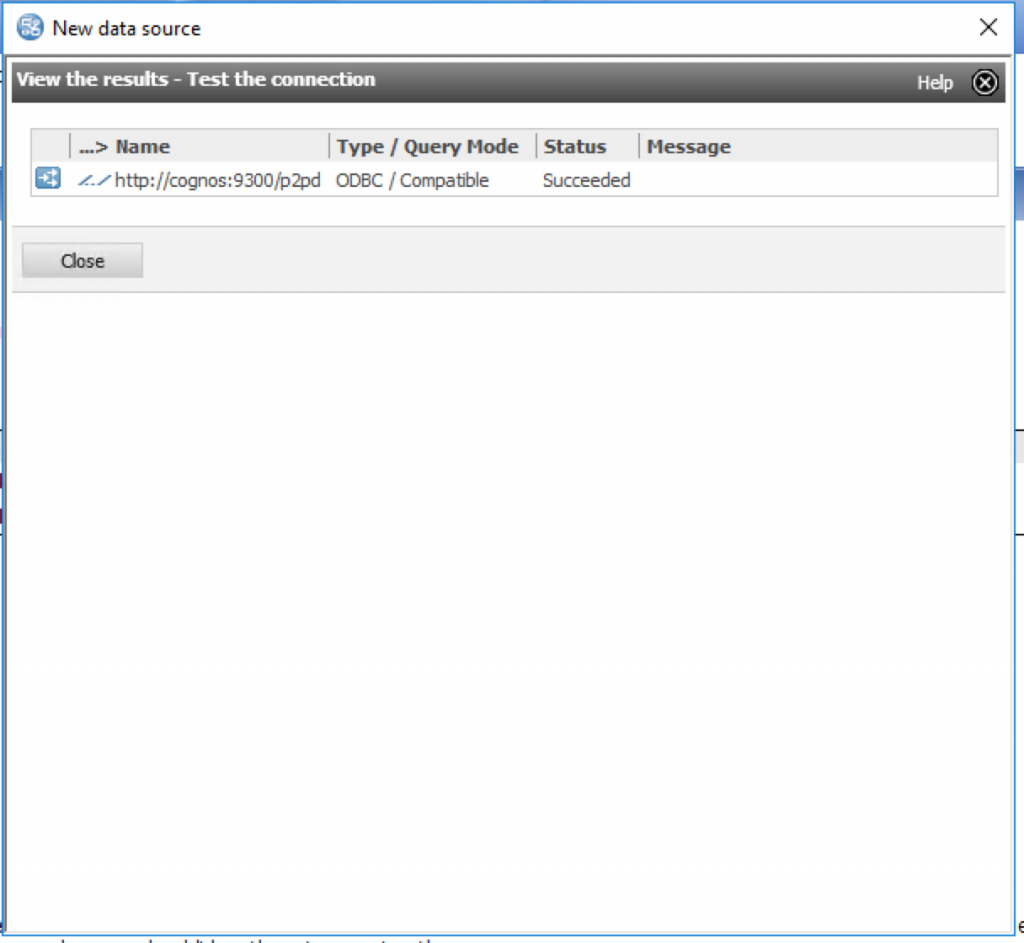 New data source
View the results - Test the connection Help
...> Name Type / Query Mode Status Message
http://cognos:9300/p2pd ODBC / Compatible Succeeded
Close